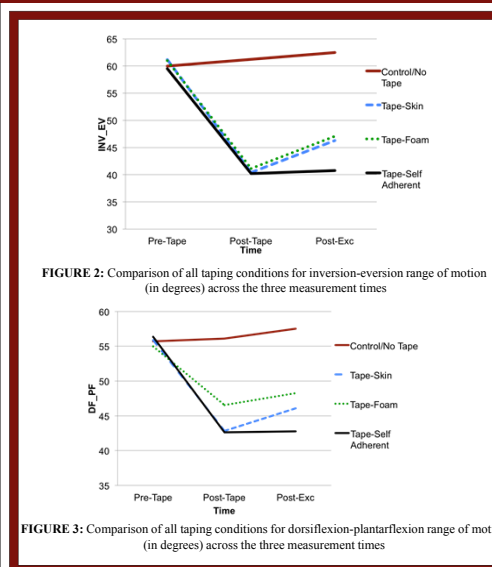 65
60
55
50
45
40
35
30
INV_EV
Pre-Tape Post-Tape Post-Exc
Time
Control/No
Tape
Tape-Skin
Tape-Foam
Tape-Self
Adherent
FIGURE 2: Comparison of all taping conditions for inversion-eversion range of motion
(in degrees) across the three measurement times
60
55
50
45
40
35
DF_PF
Pre-Tape Post-Tape Post-Exc
Time
Control/No Tape
Tape-Skin
Tape-Foam
Tape-Self
Adherent
FIGURE 3: Comparison of all taping conditions for dorsiflexion-plantarflexion range of mot
(in degrees) across the three measurement times